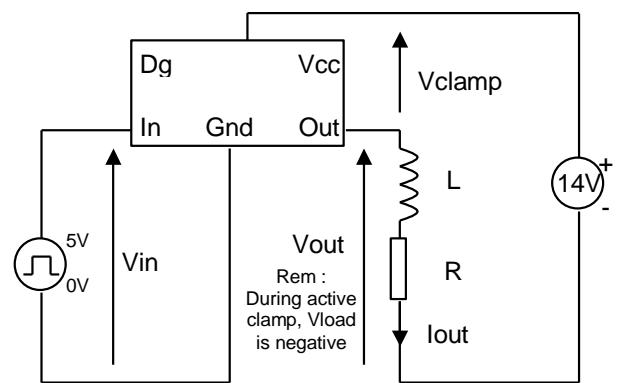 Dg
Vcc
Vclamp
In
Gnd
Out
L
14V
+
-
5V
0V
Vin
Vout
Rem :
During active
clamp, Vload
is negative
R
Iout